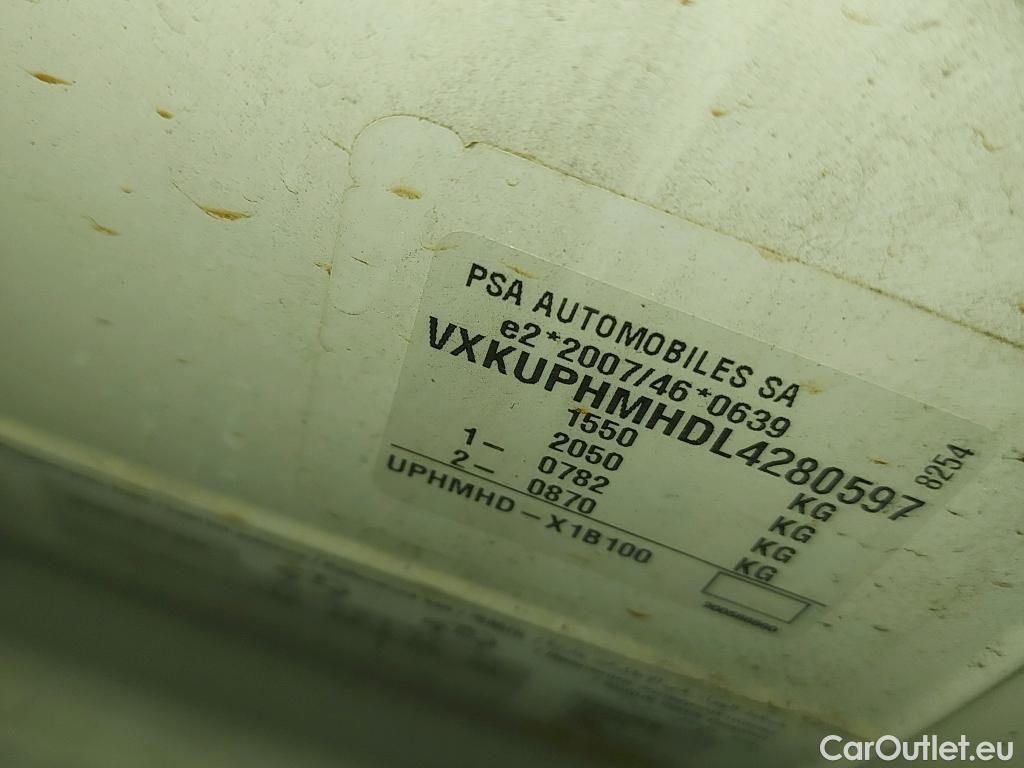 PSA AUTOMOBILES SA
e2*2007/46*0639
VXKUPHMHDL4280597
8254
1550 KG
2050 KG
1– 0782 KG
2– 0870 KG
UPHMHD–X1B100
CarOutlet.eu